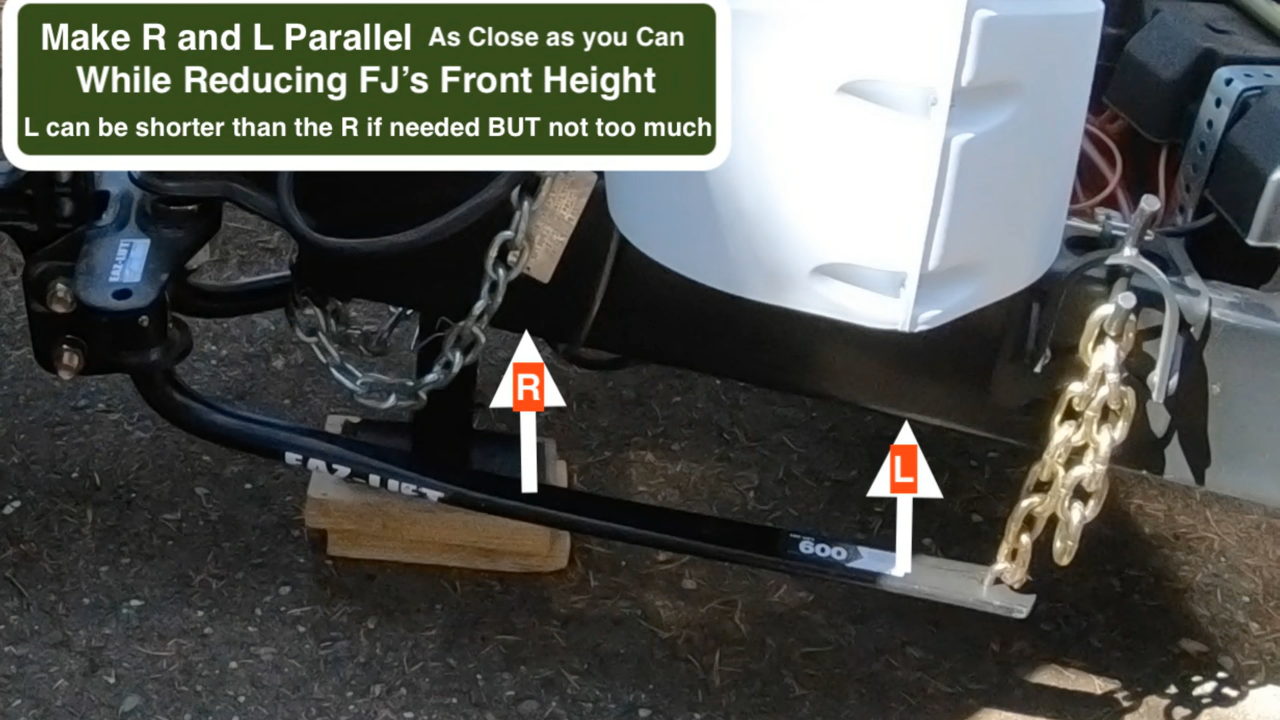 Make R and L Parallel As Close as you Can
While Reducing FJ's Front Height
L can be shorter than the R if needed BUT not too much
EAZ-LIFT
R
L
EAZ-LIFT
600